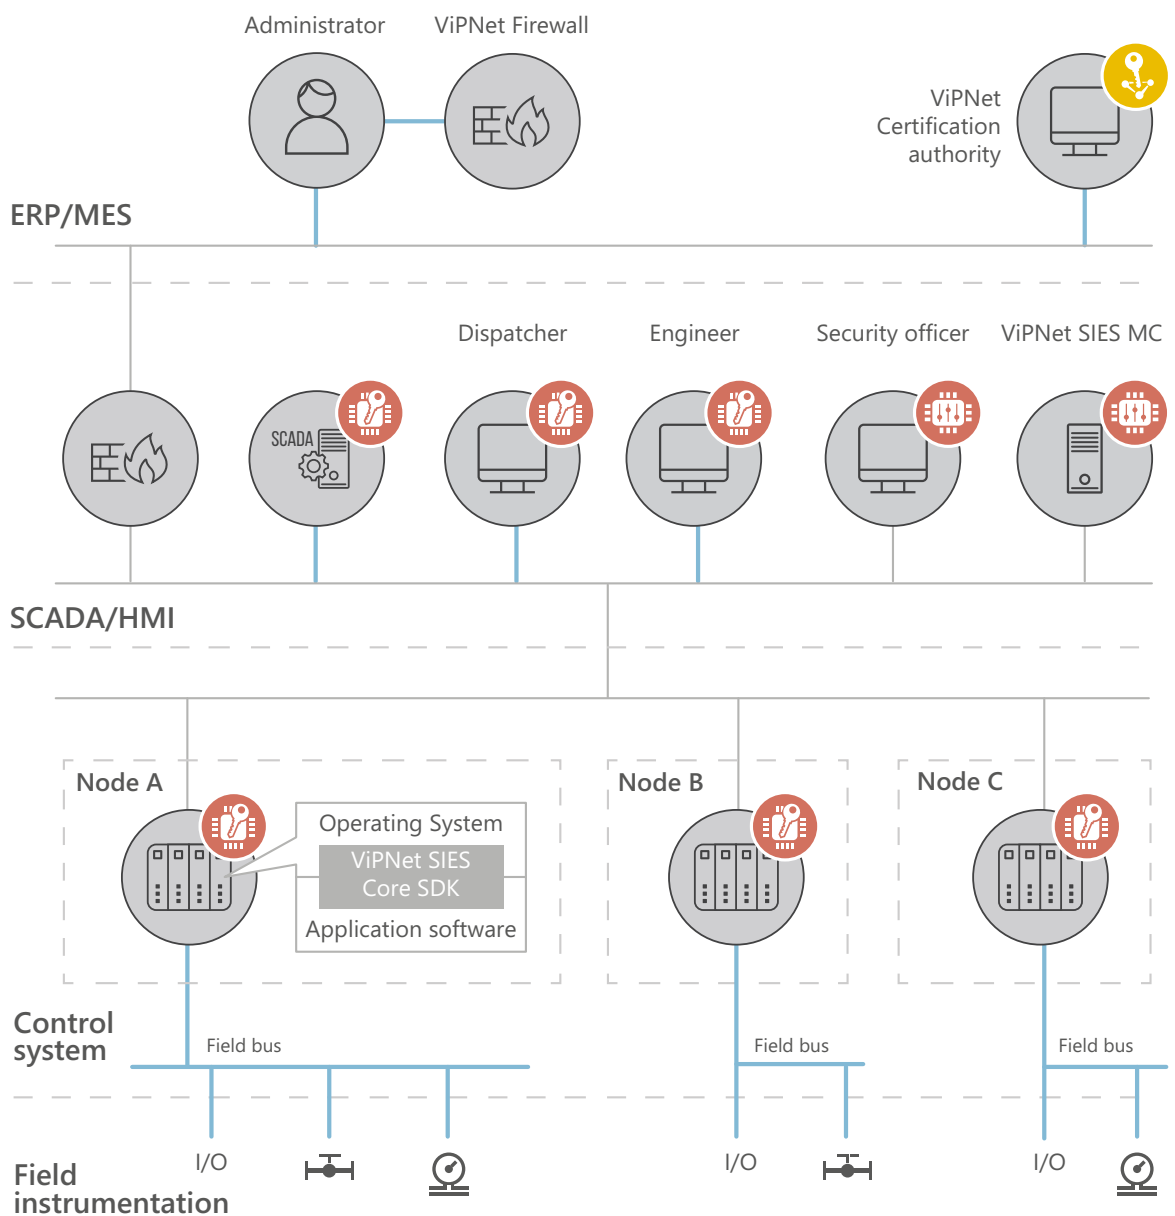 Administrator
ViPNet Firewall
ViPNet
Certification
authority
ERP/MES
Dispatcher
Engineer
Security officer
ViPNet SIES MC
SCADA
SCADA/HMI
Node A
Operating System
ViPNet SIES
Core SDK
Application software
Node B
Node C
Control
system
Field bus
Field bus
Field bus
I/O
I/O
I/O
Field
instrumentation